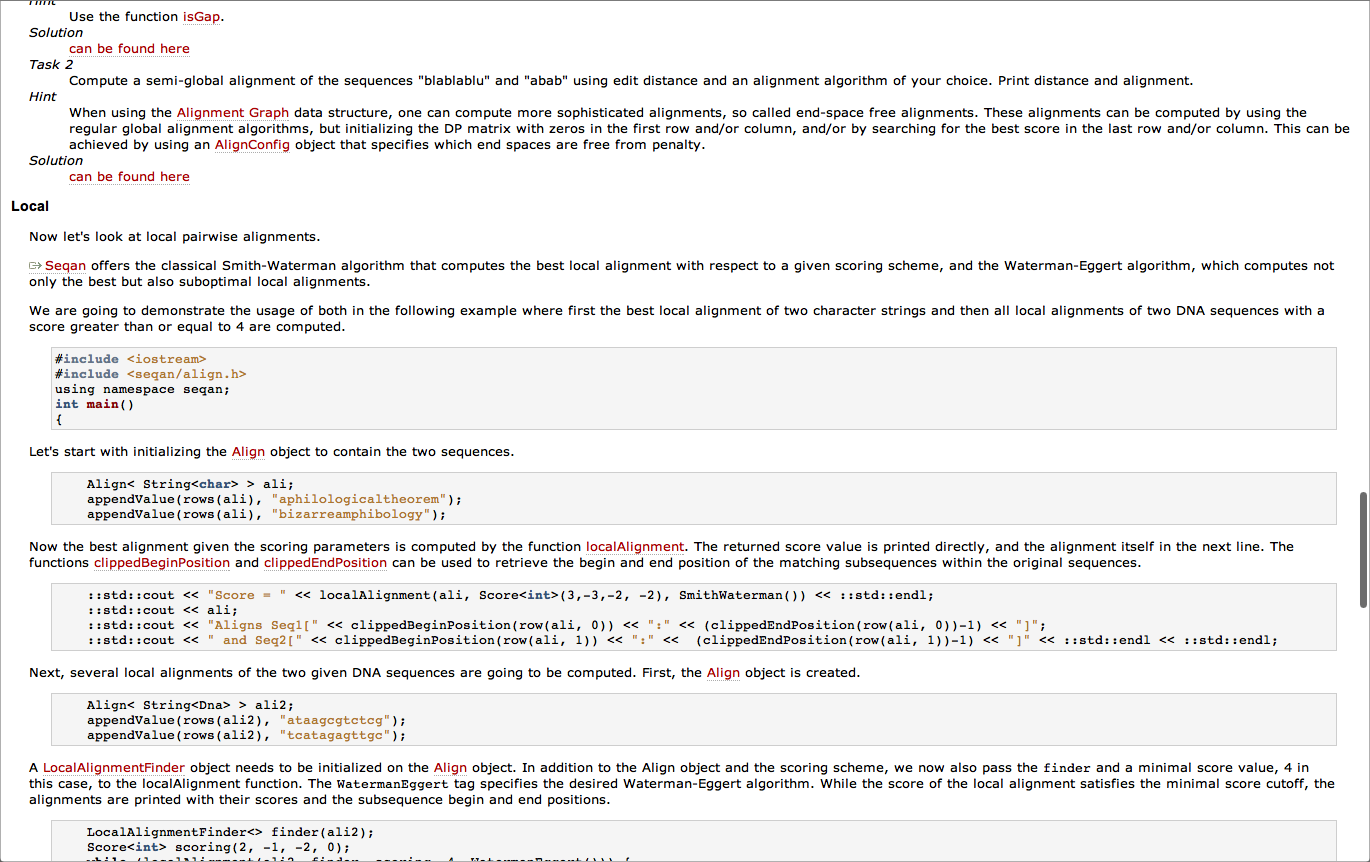 Hint
Use the function isGap.
Solution
can be found here
Task 2
Compute a semi-global alignment of the sequences "blablablu" and "abab" using edit distance and an alignment algorithm of your choice. Print distance and alignment.
Hint
When using the Alignment Graph data structure, one can compute more sophisticated alignments, so called end-space free alignments. These alignments can be computed by using the
regular global alignment algorithms, but initializing the DP matrix with zeros in the first row and/or column, and/or by searching for the best score in the last row and/or column. This can be
achieved by using an AlignConfig object that specifies which end spaces are free from penalty.
Solution
can be found here
Local
Now let's look at local pairwise alignments.
Seqan offers the classical Smith-Waterman algorithm that computes the best local alignment with respect to a given scoring scheme, and the Waterman-Eggert algorithm, which computes not
only the best but also suboptimal local alignments.
We are going to demonstrate the usage of both in the following example where first the best local alignment of two character strings and then all local alignments of two DNA sequences with a
score greater than or equal to 4 are computed.
#include <iostream>
#include <seqan/align.h>
using namespace seqan;
int main()
{
Let's start with initializing the Align object to contain the two sequences.
Align< String<char> > ali;
appendValue(rows(ali), "aphilologicaltheorem");
appendValue(rows(ali), "bizarreamphibology");
Now the best alignment given the scoring parameters is computed by the function localAlignment. The returned score value is printed directly, and the alignment itself in the next line. The
functions clippedBeginPosition and clippedEndPosition can be used to retrieve the begin and end position of the matching subsequences within the original sequences.
::std::cout << "Score = " << localAlignment(ali, Score<int>(3,-3,-2, -2), SmithWaterman()) << ::std::endl;
::std::cout << ali;
::std::cout << "Aligns Seq1[" << clippedBeginPosition(row(ali, 0)) << ":" << (clippedEndPosition(row(ali, 0))-1) << "]";
::std::cout << " and Seq2[" << clippedBeginPosition(row(ali, 1)) << ":" <<  (clippedEndPosition(row(ali, 1))-1) << "]" << ::std::endl << ::std::endl;
Next, several local alignments of the two given DNA sequences are going to be computed. First, the Align object is created.
Align< String<Dna> > ali2;
appendValue(rows(ali2), "ataagcgtctcg");
appendValue(rows(ali2), "tcatagagttgc");
A LocalAlignmentFinder object needs to be initialized on the Align object. In addition to the Align object and the scoring scheme, we now also pass the finder and a minimal score value, 4 in
this case, to the localAlignment function. The WatermanEggert tag specifies the desired Waterman-Eggert algorithm. While the score of the local alignment satisfies the minimal score cutoff, the
alignments are printed with their scores and the subsequence begin and end positions.
LocalAlignmentFinder<> finder(ali2);
Score<int> scoring(2, -1, -2, 0);
while (localAlignment(ali2, finder, scoring, 4, WatermanEggert())) {